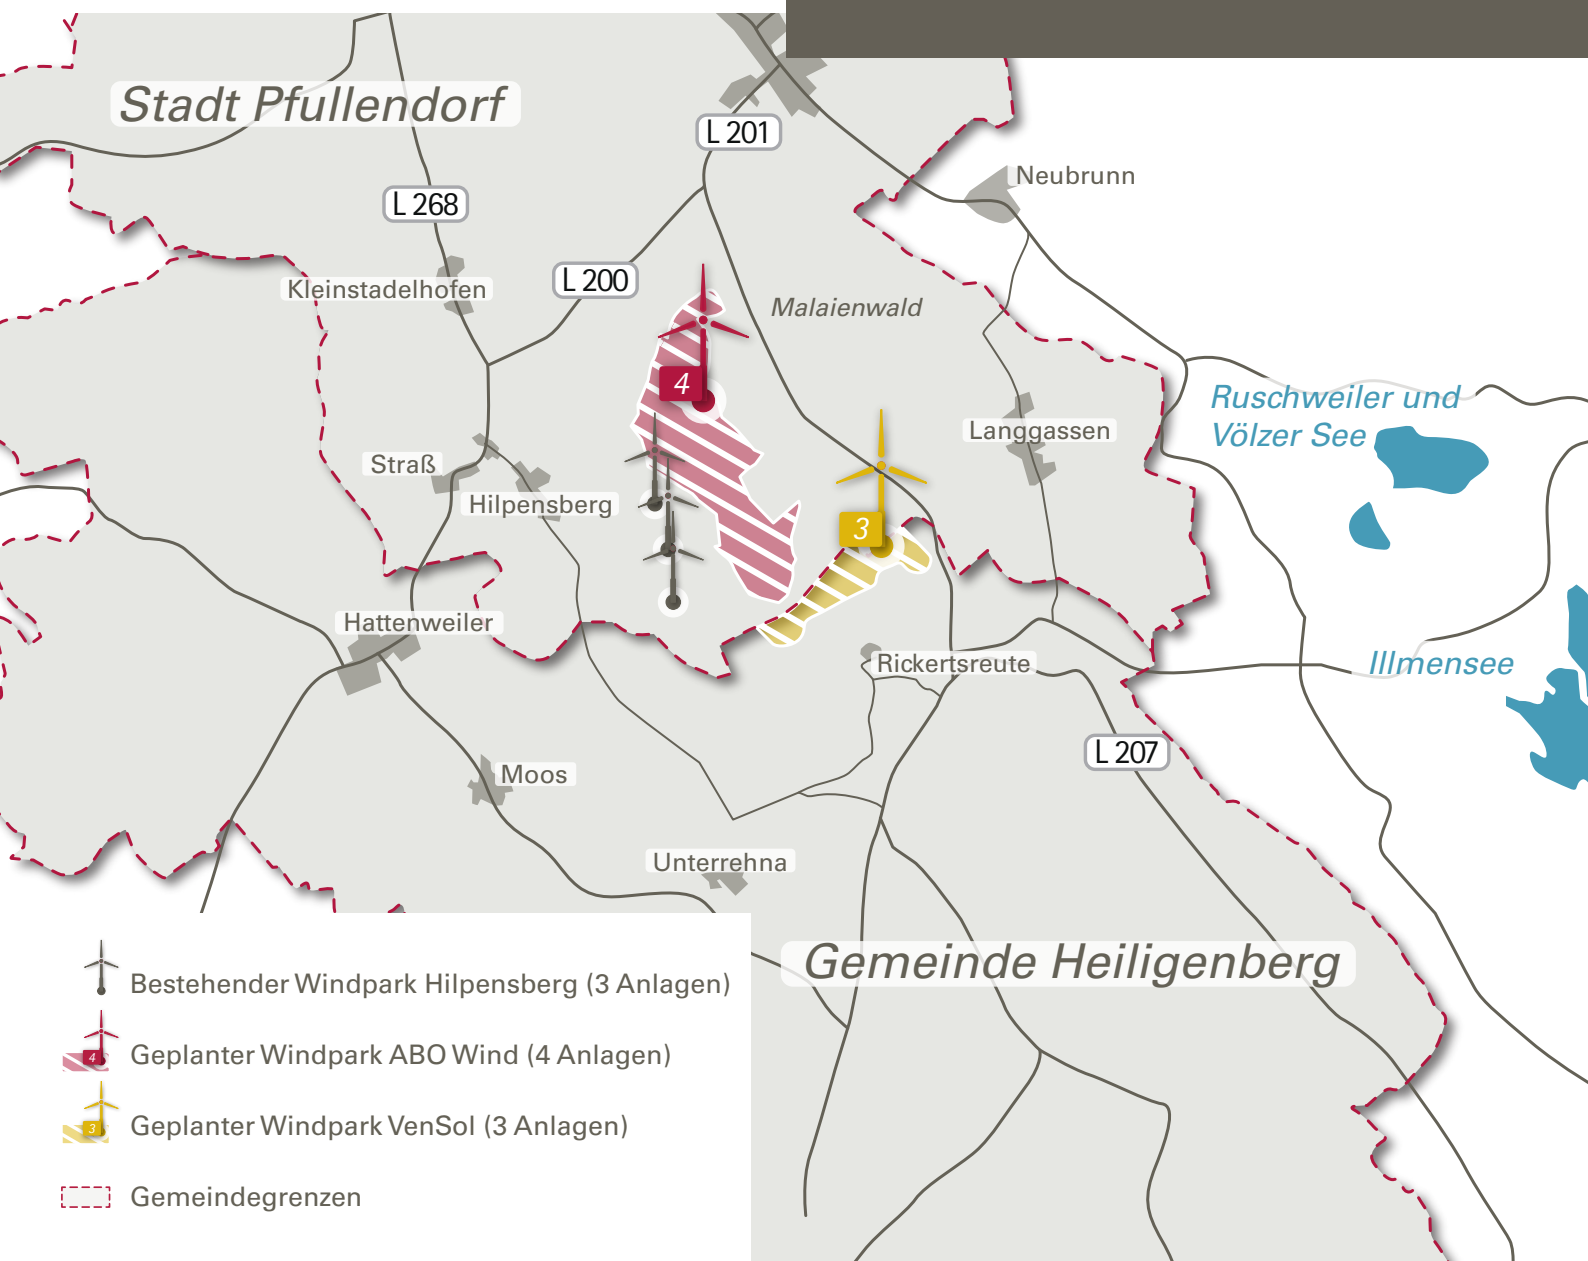 Stadt Pfullendorf
L 201
Neubrunn
L 268
L 200
Kleinstadelhofen
Malaienwald
4
Ruschweiler und
Völzer See
Langgassen
Straß
Hilpensberg
3
Hattenweiler
Rickertsreute
Illmensee
L 207
Moos
Unterrehna
Gemeinde Heiligenberg
Bestehender Windpark Hilpensberg (3 Anlagen)
4
Geplanter Windpark ABO Wind (4 Anlagen)
3
Geplanter Windpark VenSol (3 Anlagen)
Gemeindegrenzen